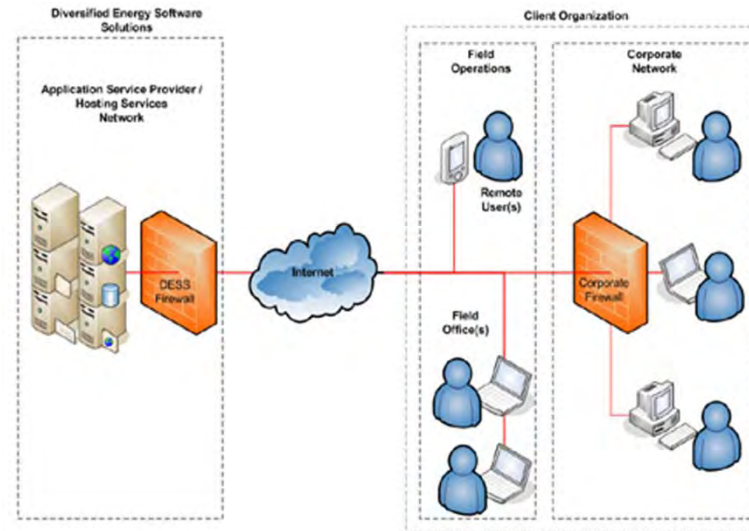 Diversified Energy Software
Solutions
Application Service Provider /
Hosting Services
Network
DESS
Firewall
Internet
Client Organization
Field
Operations
Remote
User(s)
Field
Office(s)
Corporate
Network
Corporate
Firewall